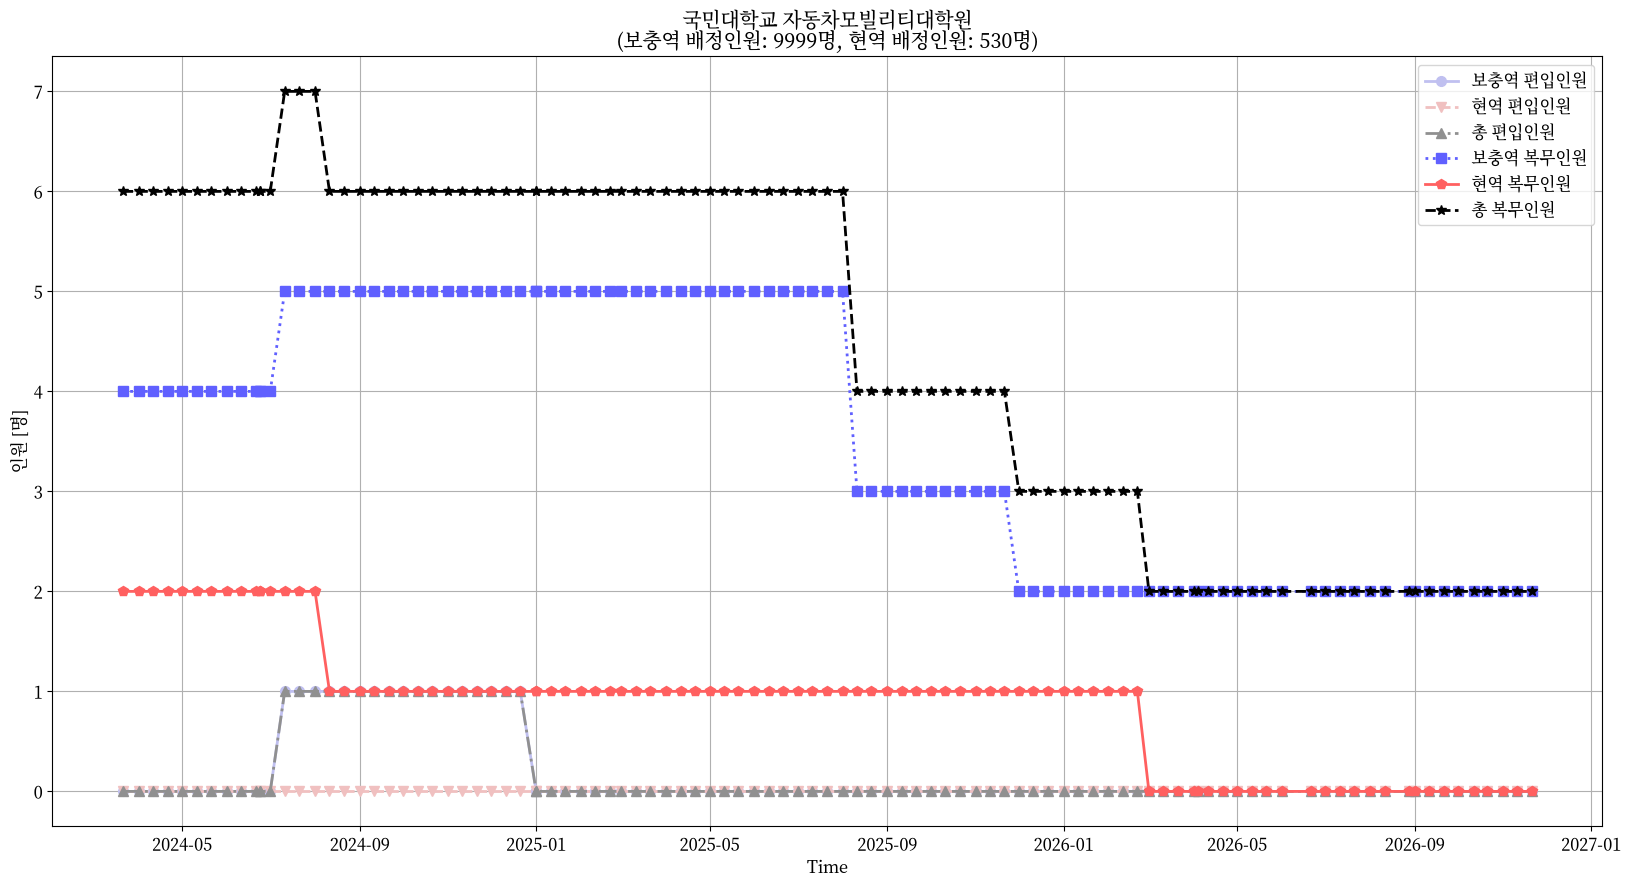 국민대학교 자동차모빌리티대학원
(보충역 배정인원: 9999명, 현역 배정인원: 530명)
보충역 편입인원
현역 편입인원
총 편입인원
보충역 복무인원
현역 복무인원
총 복무인원
인원 [명]
7
6
5
4
3
2
1
0
2024-05
2024-09
2025-01
2025-05
2025-09
2026-01
2026-05
2026-09
2027-01
Time